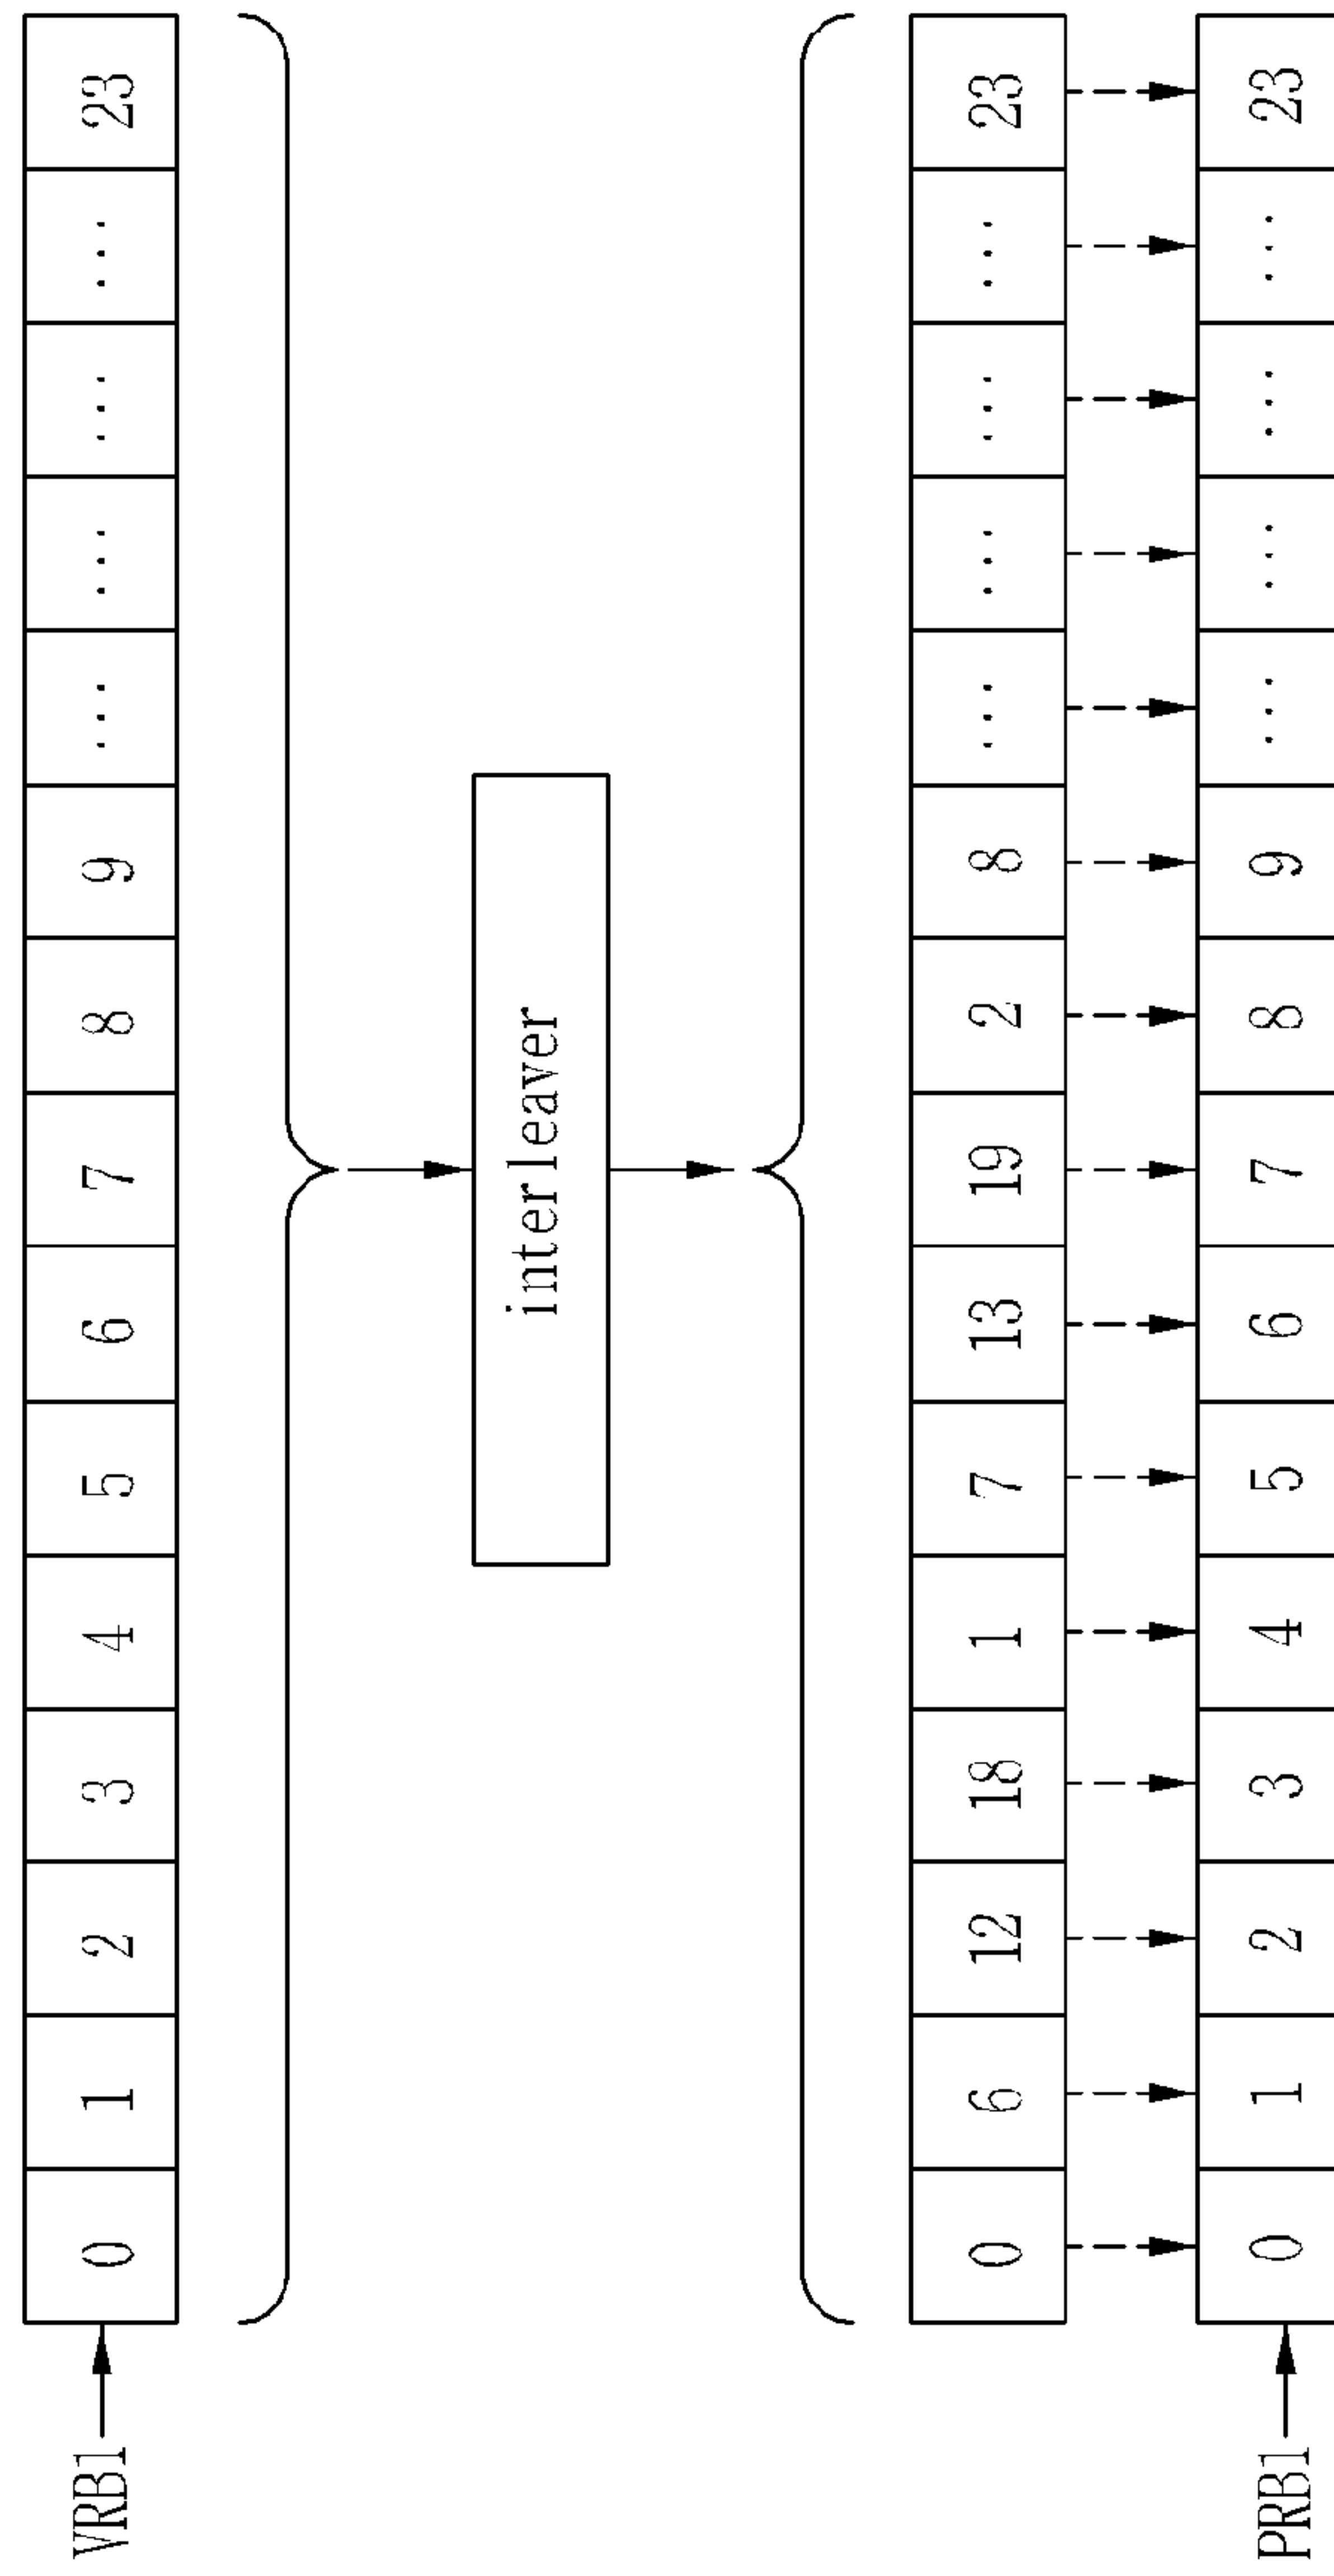 VRB1 0 1 2 3 4 5 6 7 8 9 ... ... ... ... 23
interleaver
0 6 12 18 1 7 13 19 2 8 ... ... ... ... 23
PRB1 0 1 2 3 4 5 6 7 8 9 ... ... ... ... 23